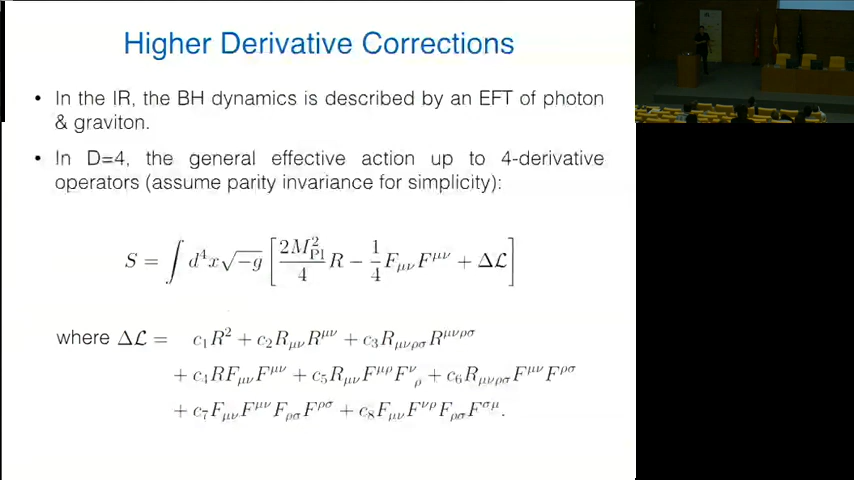 Higher Derivative Corrections
• In the IR, the BH dynamics is described by an EFT of photon
& graviton.
• In D=4, the general effective action up to 4-derivative
operators (assume parity invariance for simplicity):
S = ∫ d⁴x √−g [ 2M²_Pl / 4 R − 1/4 F_μν F^μν + Δℒ ]
where Δℒ = c₁R² + c₂R_μν R^μν + c₃R_μνρσ R^μνρσ
+ c₄RF_μν F^μν + c₅R_μν F^μρ F^ν_ρ + c₆R_μνρσ F^μν F^ρσ
+ c₇F_μν F^μν F_ρσ F^ρσ + c₈F_μν F^νρ F_ρσ F^σμ.